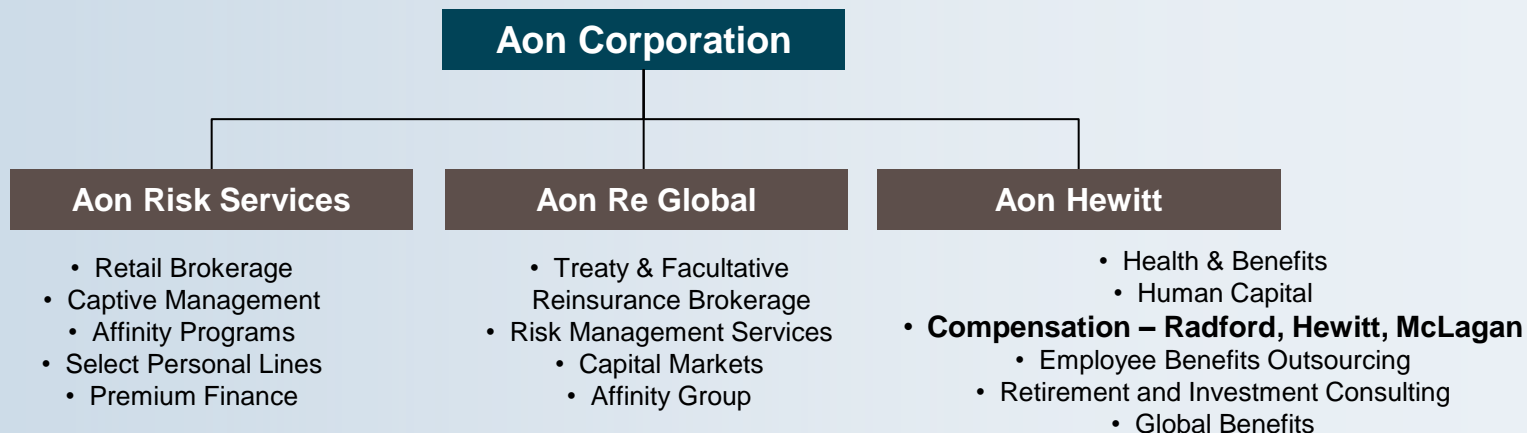 Aon Corporation
Aon Risk Services
• Retail Brokerage
• Captive Management
• Affinity Programs
• Select Personal Lines
• Premium Finance
Aon Re Global
• Treaty & Facultative
Reinsurance Brokerage
• Risk Management Services
• Capital Markets
• Affinity Group
Aon Hewitt
• Health & Benefits
• Human Capital
• Compensation – Radford, Hewitt, McLagan
• Employee Benefits Outsourcing
• Retirement and Investment Consulting
• Global Benefits